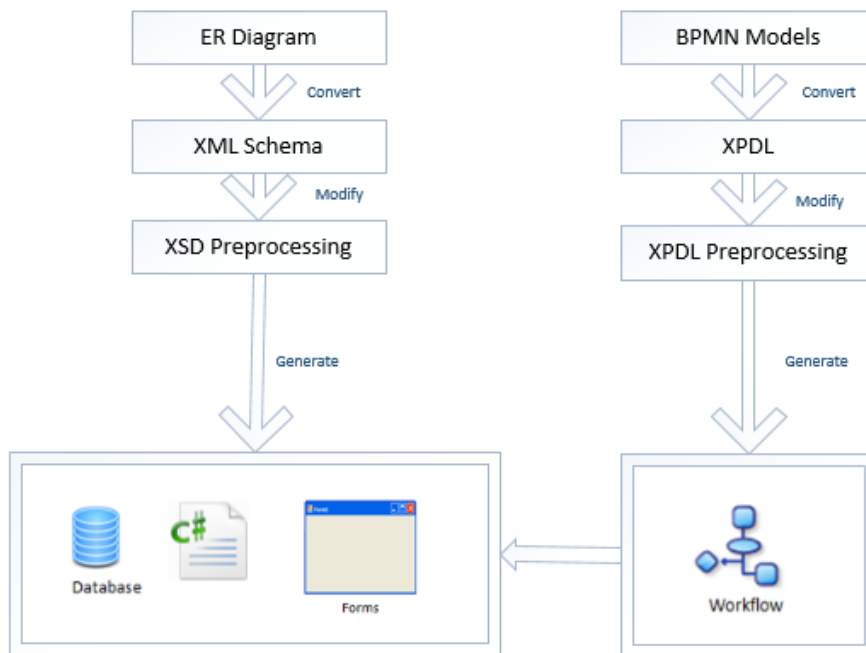 ER Diagram
BPMN Models
Convert
Convert
XML Schema
XPDL
Modify
Modify
XSD Preprocessing
XPDL Preprocessing
Generate
Generate
C#
Form1
Database
Forms
Workflow